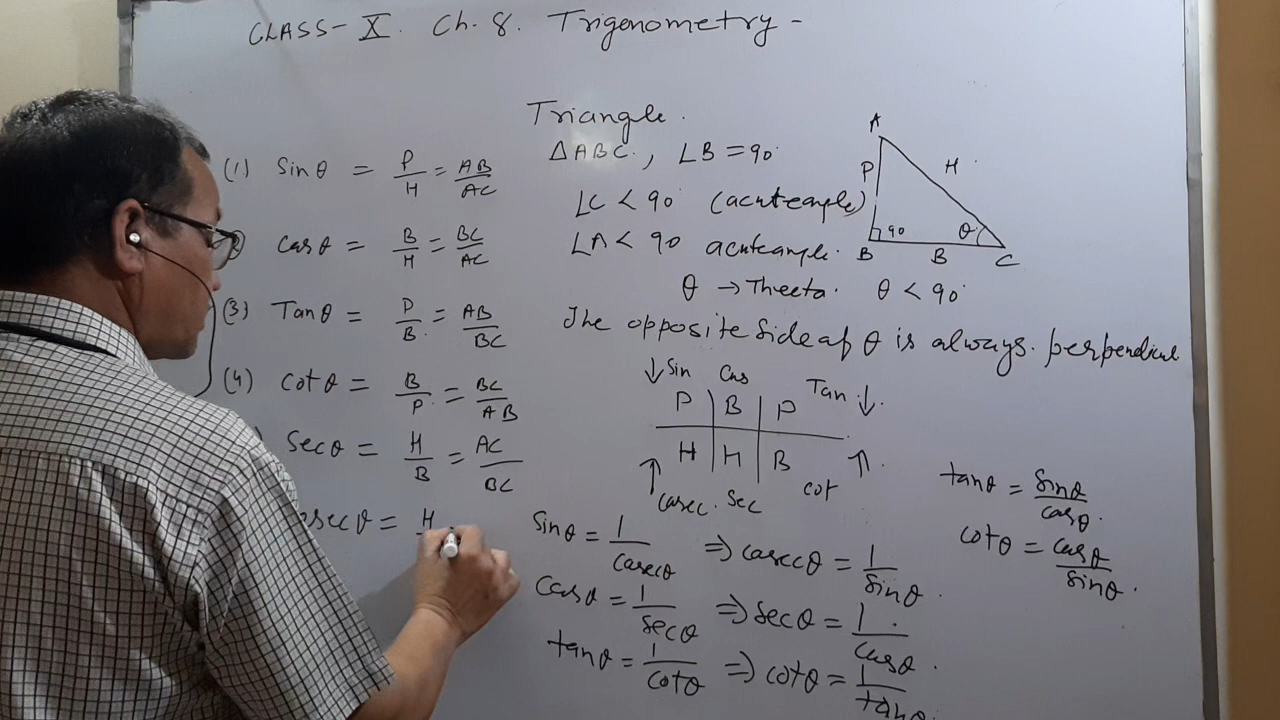 CLASS- X. Ch. 8. Trigonometry -
Triangle.
△ABC., ∠B = 90°
∠C < 90° (acuteangle)
∠A < 90° acuteangle.
θ → Theeta. θ < 90°
The opposite side of θ is always. perpendicul
A
P
H
90
θ
B
B
C
(1) Sinθ = P/H = AB/AC
cosθ = B/H = BC/AC
(3) Tanθ = P/B. = AB/BC
(4) cotθ = B/P. = BC/AB
Secθ = H/B = AC/BC
osecθ = H
↓ Sin Cos Tan ↓.
P | B | P
H | H | B
↑ cosec. Sec cot ↑.
Sinθ = 1/cosecθ ⇒ cosecθ = 1/Sinθ.
cosθ = 1/secθ ⇒ secθ = 1/cosθ.
tanθ = 1/cotθ ⇒ cotθ = 1/tanθ.
tanθ = Sinθ/cosθ.
cotθ = cosθ/sinθ.